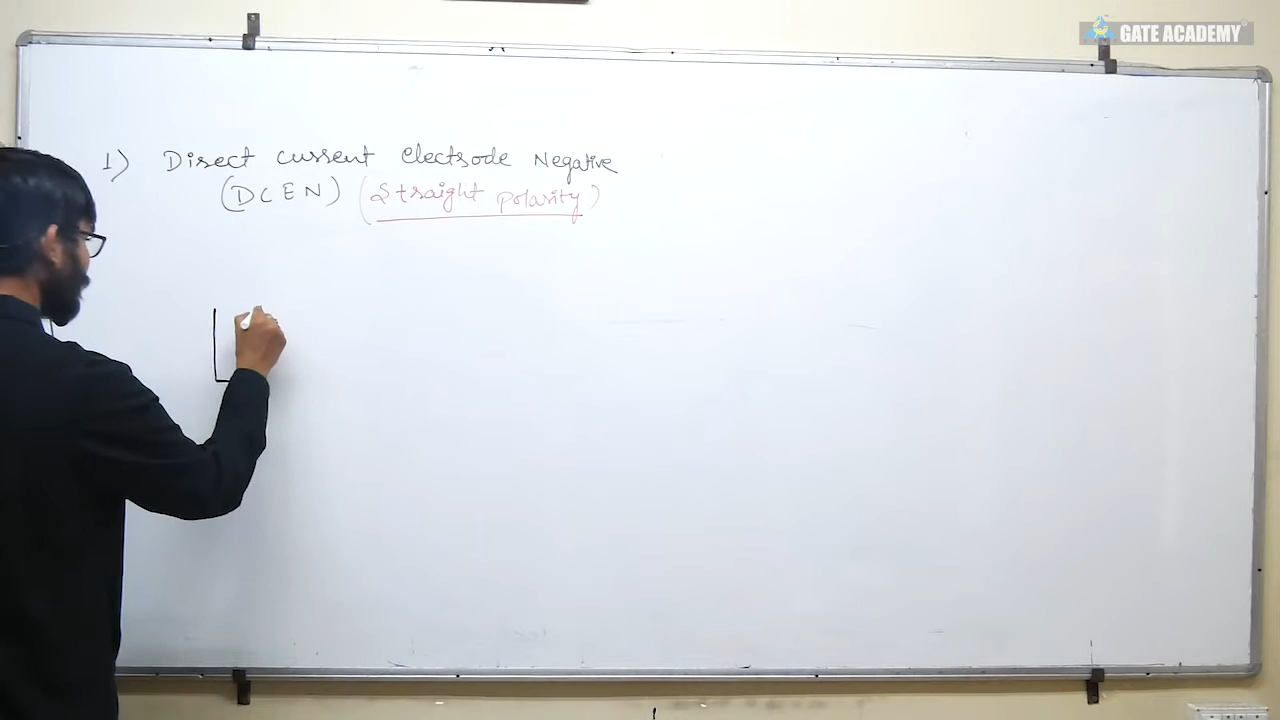 GATE ACADEMY
1) Direct current electrode Negative
(DCEN) (Straight polarity)